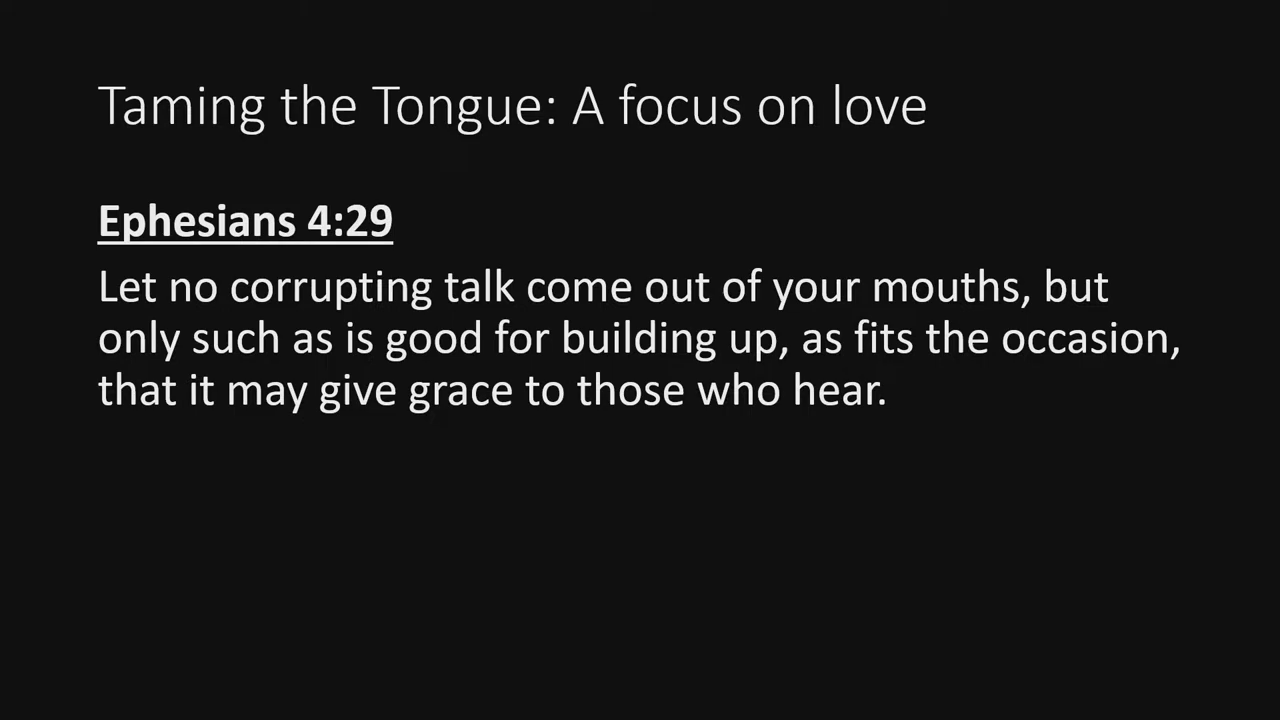 Taming the Tongue: A focus on love
Ephesians 4:29
Let no corrupting talk come out of your mouths, but
only such as is good for building up, as fits the occasion,
that it may give grace to those who hear.